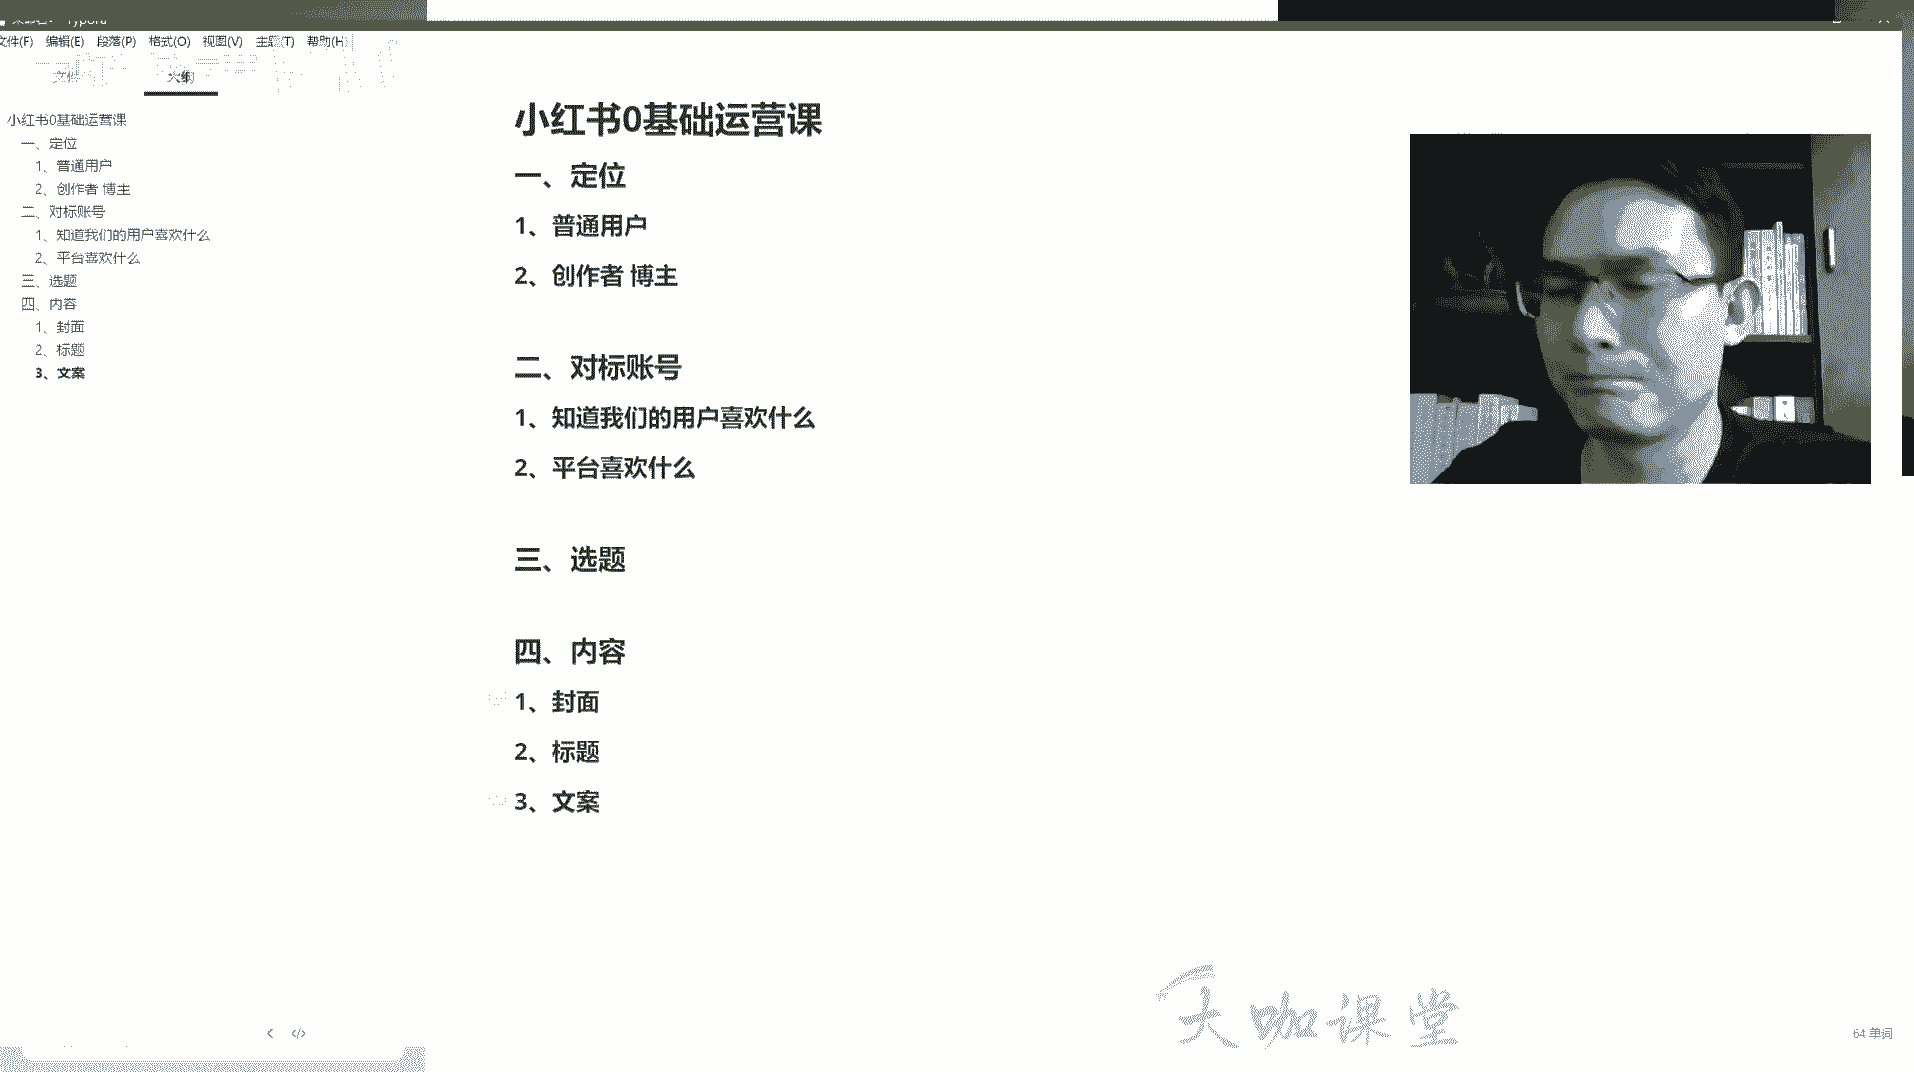 Typora
文件(F) 编辑(E) 段落(P) 格式(O) 视图(V) 主题(T) 帮助(H)
文件 大纲
小红书0基础运营课
一、定位
1、普通用户
2、创作者 博主
二、对标账号
1、知道我们的用户喜欢什么
2、平台喜欢什么
三、选题
四、内容
1、封面
2、标题
3、文案
小红书0基础运营课
一、定位
1、普通用户
2、创作者 博主
二、对标账号
1、知道我们的用户喜欢什么
2、平台喜欢什么
三、选题
四、内容
1、封面
2、标题
3、文案
大咖课堂
64 单词